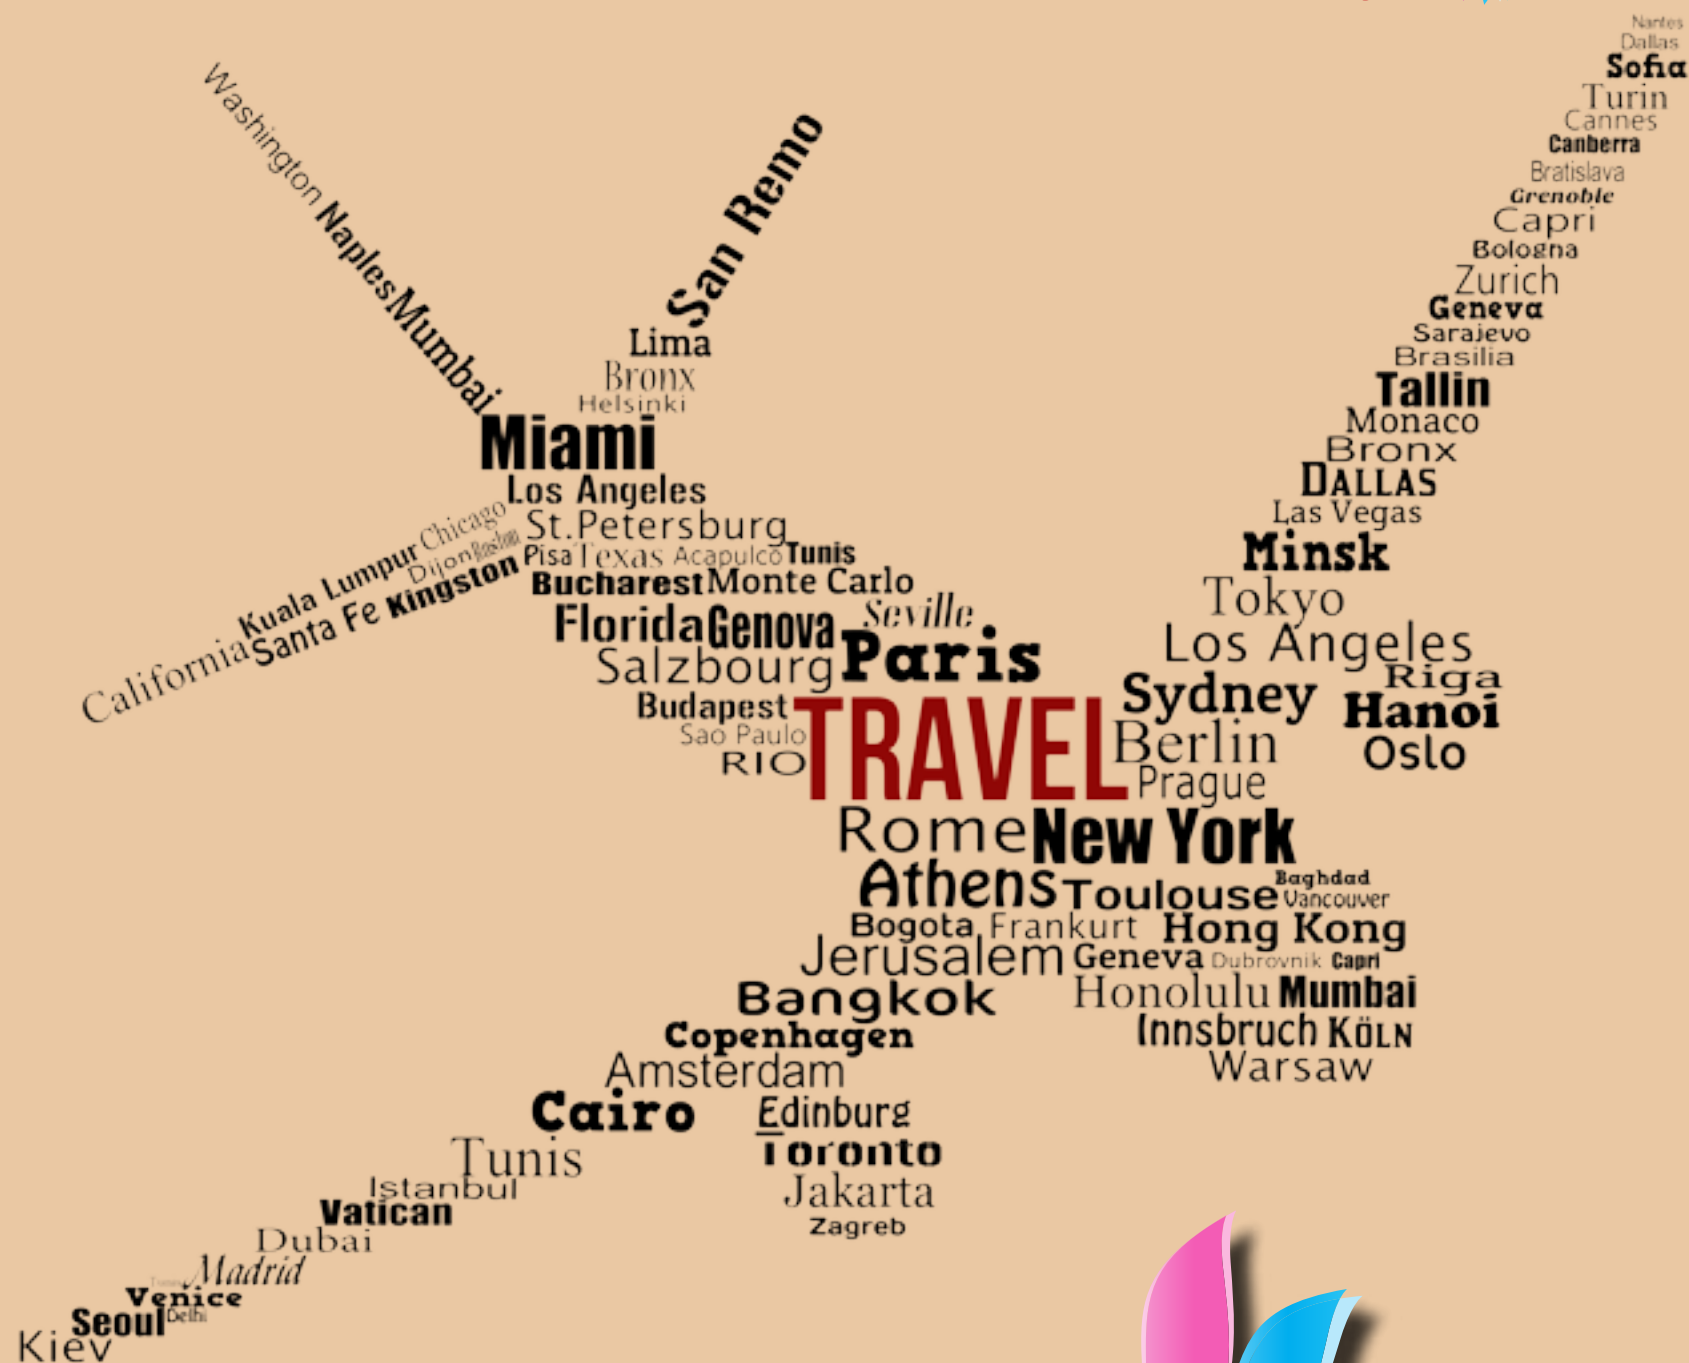 Nantes
Dallas
Sofia
Turin
Cannes
Canberra
Bratislava
Grenoble
Capri
Bologna
Zurich
Geneva
Sarajevo
Brasilia
Tallin
Monaco
Bronx
DALLAS
Las Vegas
Minsk
Tokyo
Los Angeles
Riga
Sydney Hanoi
Berlin Oslo
Prague
Washington Naples Mumbai
San Remo
Lima
Bronx
Helsinki
Miami
Los Angeles
Chicago St.Petersburg
Kuala Lumpur Dijon Pisa Texas Acapulco Tunis
California Santa Fe Kingston Bucharest Monte Carlo
Florida Genova Seville
Salzbourg Paris
Budapest TRAVEL
Sao Paulo
RIO
Rome New York
Athens Toulouse Baghdad
Vancouver
Bogota Frankurt Hong Kong
Jerusalem Geneva Dubrovnik Capri
Bangkok Honolulu Mumbai
Copenhagen Innsbruch KÖLN
Amsterdam Warsaw
Cairo Edinburg
Tunis Toronto
Istanbul Jakarta
Vatican Zagreb
Dubai
Madrid
Venice
Seoul Delhi
Kiev